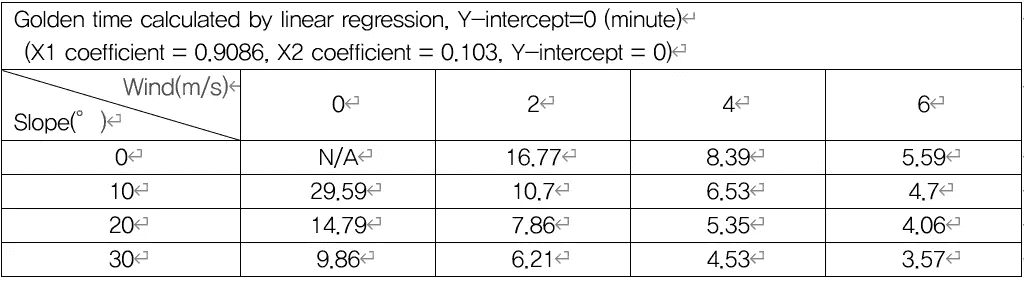 Golden time calculated by linear regression, Y-intercept=0 (minute)↵
(X1 coefficient = 0.9086, X2 coefficient = 0.103, Y-intercept = 0)↵
Wind(m/s)↵
Slope(° )↵
0↵ 2↵ 4↵ 6↵
0↵ N/A↵ 16.77↵ 8.39↵ 5.59↵
10↵ 29.59↵ 10.7↵ 6.53↵ 4.7↵
20↵ 14.79↵ 7.86↵ 5.35↵ 4.06↵
30↵ 9.86↵ 6.21↵ 4.53↵ 3.57↵